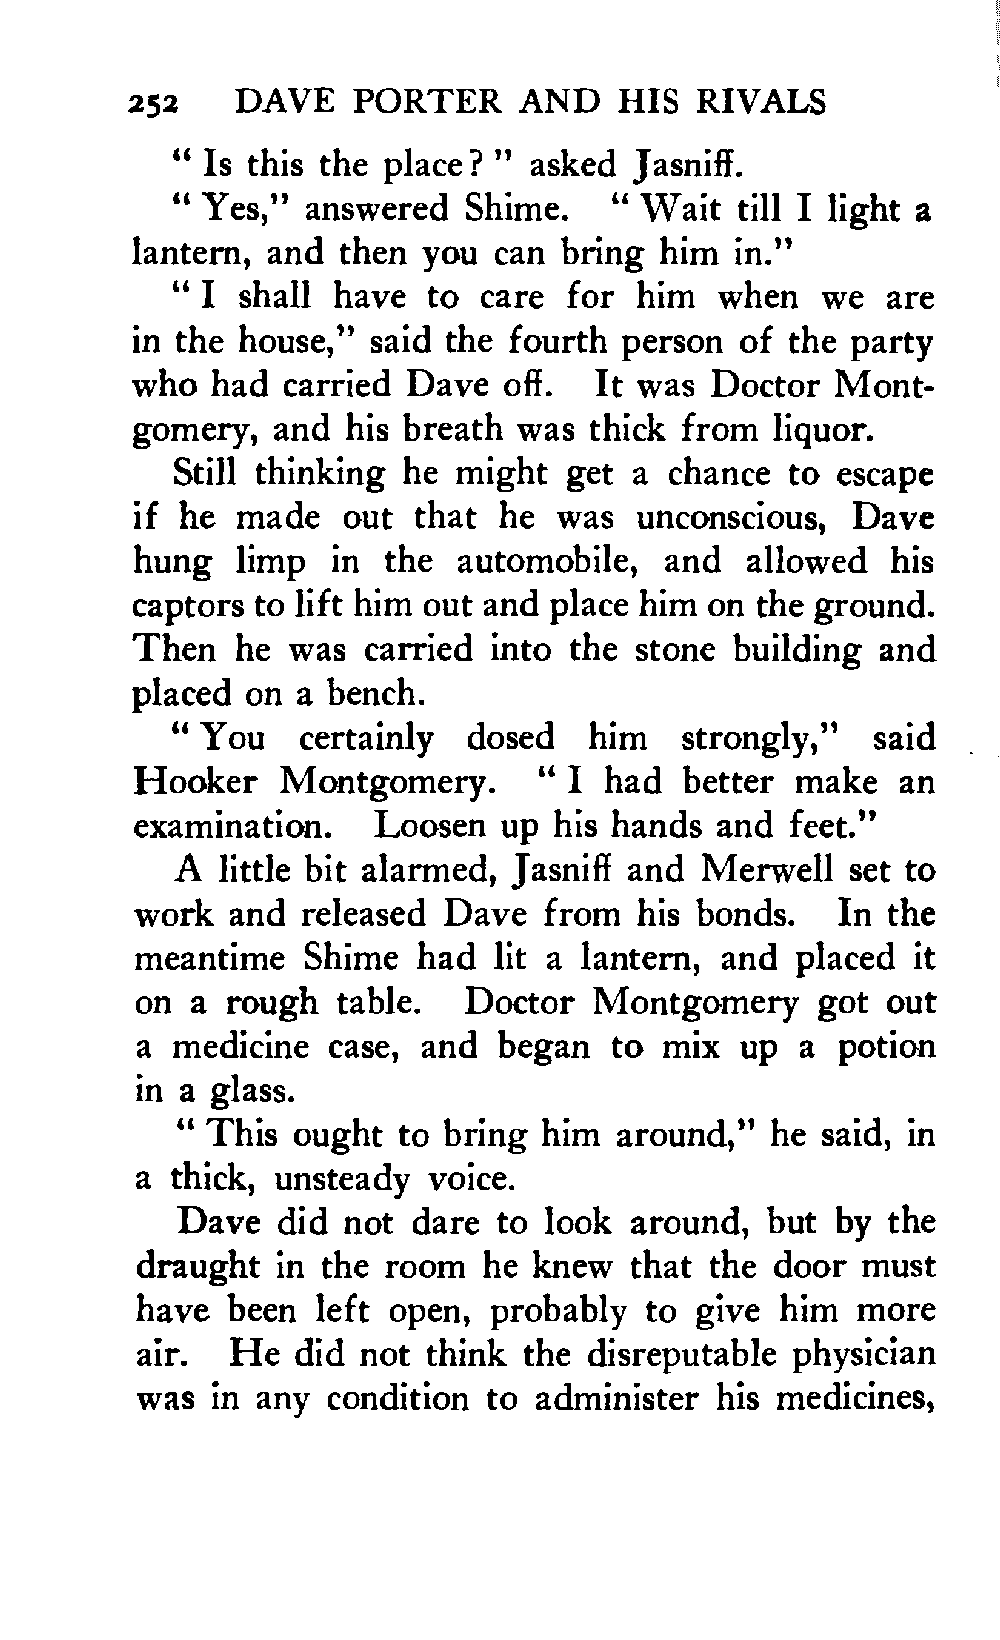 252 DAVE PORTER AND HIS RIVALS
" Is this the place? " asked Jasniff.
" Yes," answered Shime. " Wait till I light a
lantern, and then you can bring him in."
" I shall have to care for him when we are
in the house," said the fourth person of the party
who had carried Dave off. It was Doctor Mont-
gomery, and his breath was thick from liquor.
Still thinking he might get a chance to escape
if he made out that he was unconscious, Dave
hung limp in the automobile, and allowed his
captors to lift him out and place him on the ground.
Then he was carried into the stone building and
placed on a bench.
" You certainly dosed him strongly," said
Hooker Montgomery. " I had better make an
examination. Loosen up his hands and feet."
A little bit alarmed, Jasniff and Merwell set to
work and released Dave from his bonds. In the
meantime Shime had lit a lantern, and placed it
on a rough table. Doctor Montgomery got out
a medicine case, and began to mix up a potion
in a glass.
" This ought to bring him around," he said, in
a thick, unsteady voice.
Dave did not dare to look around, but by the
draught in the room he knew that the door must
have been left open, probably to give him more
air. He did not think the disreputable physician
was in any condition to administer his medicines,